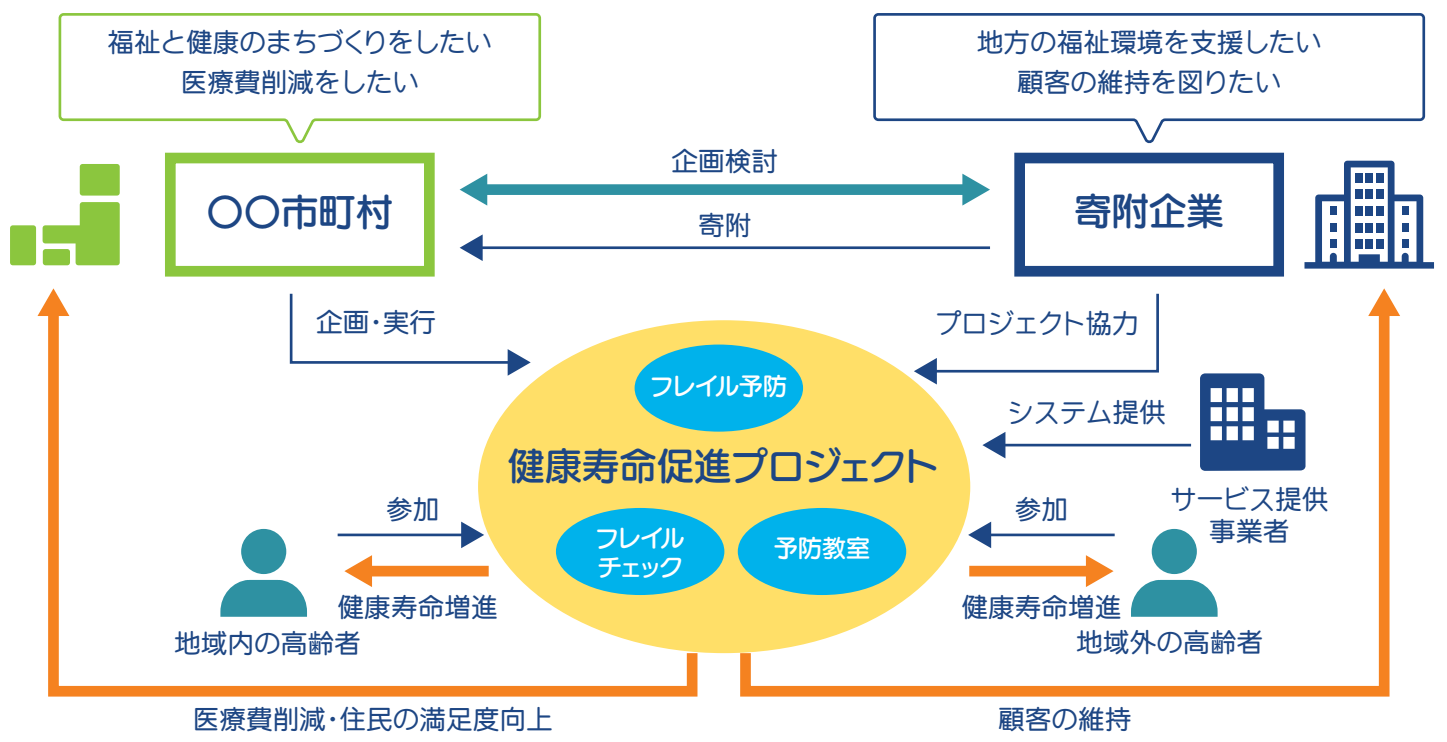 福祉と健康のまちづくりをしたい
医療費削減をしたい
地方の福祉環境を支援したい
顧客の維持を図りたい
〇〇市町村
企画検討
寄附
寄附企業
企画・実行
プロジェクト協力
フレイル予防
システム提供
健康寿命促進プロジェクト
サービス提供
事業者
参加
参加
フレイル
チェック
予防教室
健康寿命増進
健康寿命増進
地域内の高齢者
地域外の高齢者
医療費削減・住民の満足度向上
顧客の維持